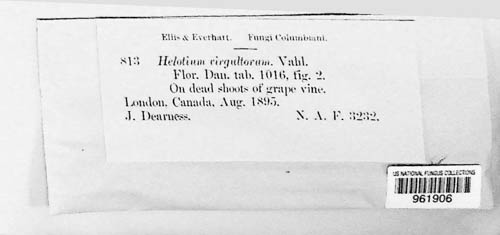 Ellis & Everhart. Fungi Columbiani.
813 Helotium virgultorum. Vahl.
Flor. Dan. tab. 1016, fig. 2.
On dead shoots of grape vine.
London, Canada, Aug. 1895.
J. Dearness. N. A. F. 3232.
US NATIONAL FUNGUS COLLECTIONS
961906